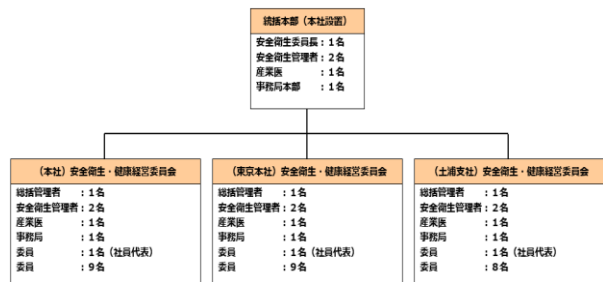 統括本部（本社設置）
安全衛生委員長：1名
安全衛生管理者：2名
産業医　　　　：1名
事務局本部　　：1名
（本社）安全衛生・健康経営委員会
総括管理者　　：1名
安全衛生管理者：2名
産業医　　　　：1名
事務局　　　　：1名
委員　　　　　：1名（社員代表）
委員　　　　　：9名
（東京本社）安全衛生・健康経営委員会
総括管理者　　：1名
安全衛生管理者：2名
産業医　　　　：1名
事務局　　　　：1名
委員　　　　　：1名（社員代表）
委員　　　　　：9名
（土浦支社）安全衛生・健康経営委員会
総括管理者　　：1名
安全衛生管理者：2名
産業医　　　　：1名
事務局　　　　：1名
委員　　　　　：1名（社員代表）
委員　　　　　：8名